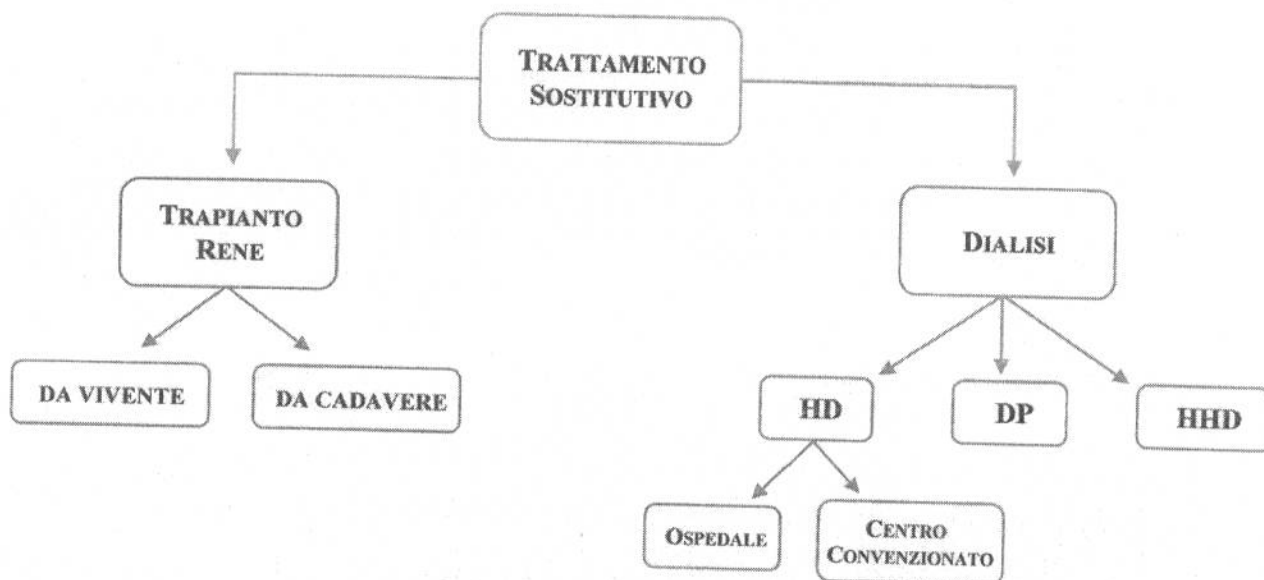 TRATTAMENTO
SOSTITUTIVO
TRAPIANTO
RENE
DIALISI
DA VIVENTE
DA CADAVERE
HD
DP
HHD
OSPEDALE
CENTRO
CONVENZIONATO